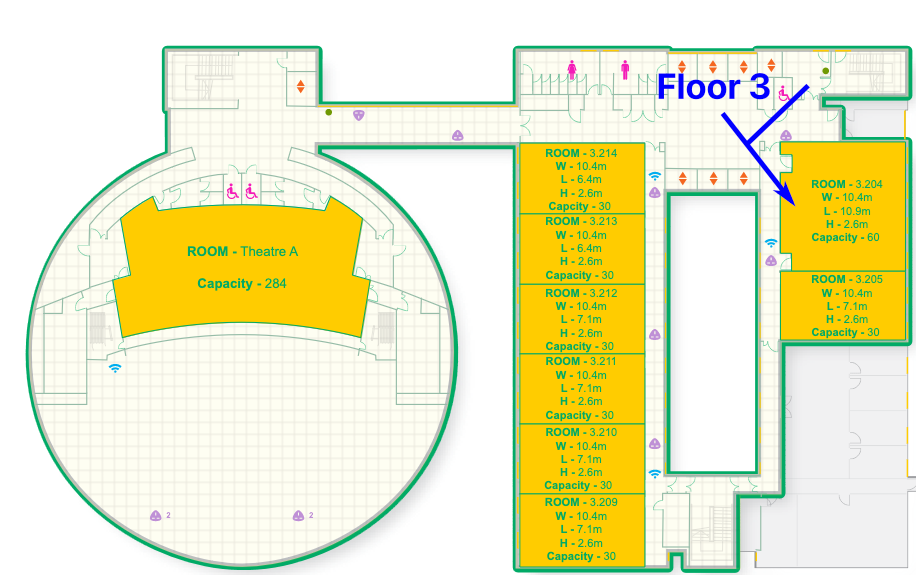 Floor 3
ROOM - 3.214
W - 10.4m
L - 6.4m
H - 2.6m
Capcity - 30
ROOM - 3.213
W - 10.4m
L - 6.4m
H - 2.6m
Capacity - 30
ROOM - 3.212
W - 10.4m
L - 7.1m
H - 2.6m
Capacity - 30
ROOM - 3.211
W - 10.4m
L - 7.1m
H - 2.6m
Capacity - 30
ROOM - 3.210
W - 10.4m
L - 7.1m
H - 2.6m
Capacity - 30
ROOM - 3.209
W - 10.4m
L - 7.1m
H - 2.6m
Capacity - 30
ROOM - 3.204
W - 10.4m
L - 10.9m
H - 2.6m
Capacity - 60
ROOM - 3.205
W - 10.4m
L - 7.1m
H - 2.6m
Capacity - 30
ROOM - Theatre A
Capacity - 284
2
2